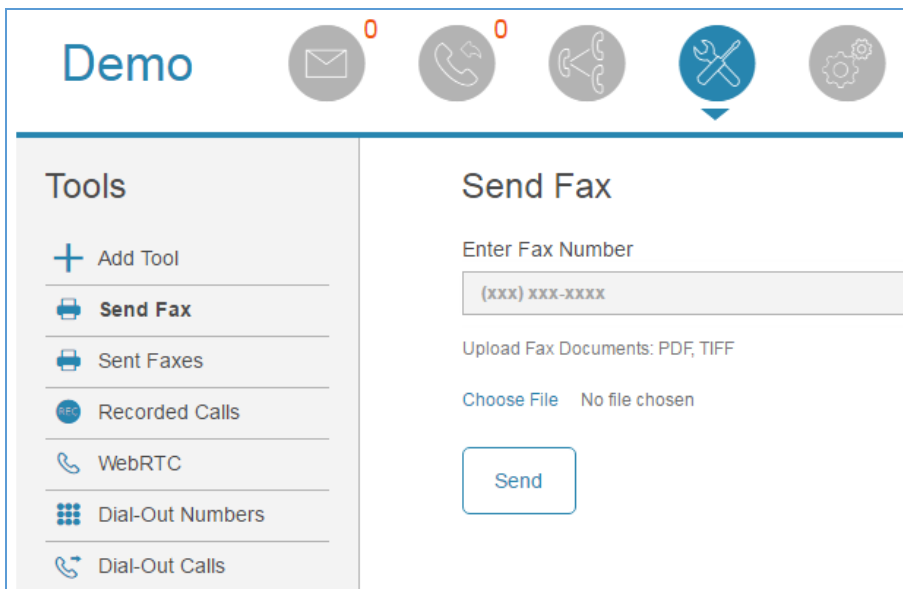 Demo
0
0
Tools
Add Tool
Send Fax
Sent Faxes
REC
Recorded Calls
WebRTC
Dial-Out Numbers
Dial-Out Calls
Send Fax
Enter Fax Number
(xxx) xxx-xxxx
Upload Fax Documents: PDF, TIFF
Choose File No file chosen
Send